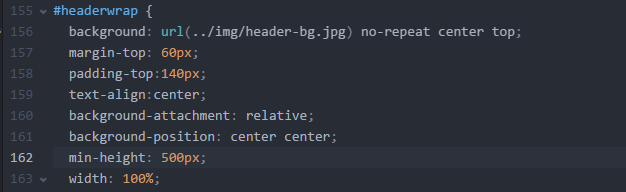 155 #headerwrap {
156 background: url(../img/header-bg.jpg) no-repeat center top;
157 margin-top: 60px;
158 padding-top:140px;
159 text-align:center;
160 background-attachment: relative;
161 background-position: center center;
162 min-height: 500px;
163 width: 100%;